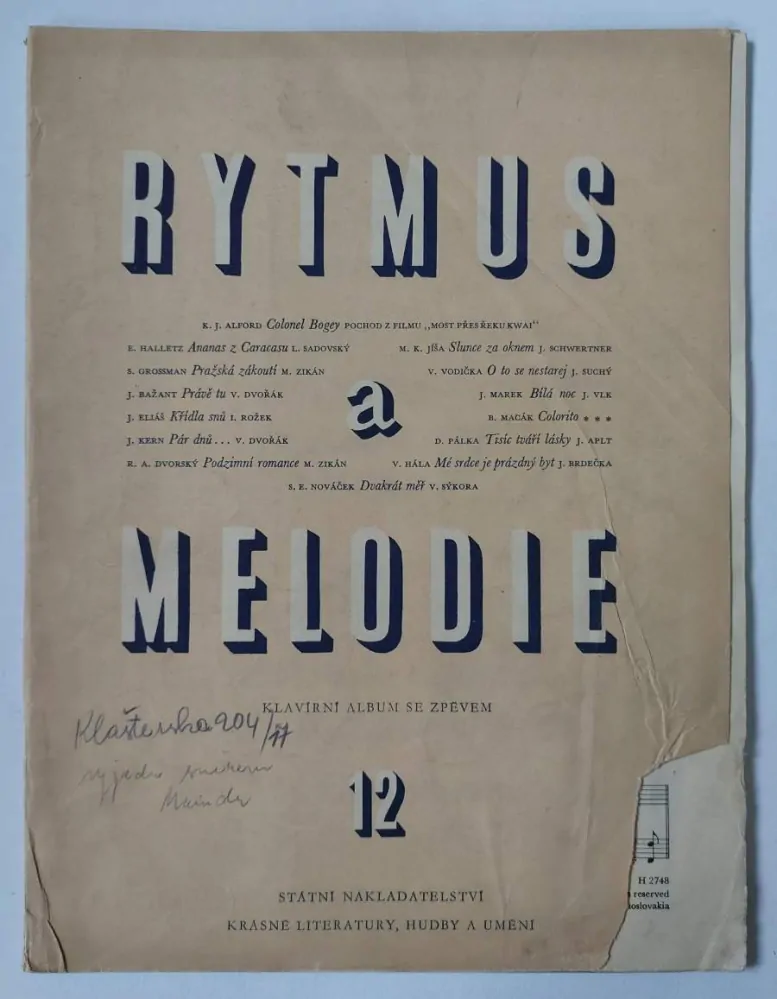 RYTMUS
K. J. ALFORD Colonel Bogey POCHOD Z FILMU „MOST PŘES ŘEKU KWAI“
E. HALLETZ Ananas z Caracasu L. SADOVSKÝ
M. K. JÍŠA Slunce za oknem J. SCHWERTNER
S. GROSSMAN Pražská zákoutí M. ZIKÁN
V. VODIČKA O to se nestarej J. SUCHÝ
J. BAŽANT Právě tu V. DVOŘÁK
J. MAREK Bílá noc J. VLK
J. ELIÁŠ Křídla snů I. ROŽEK
B. MACÁK Colorito * * *
J. KERN Pár dnů... V. DVOŘÁK
D. PÁLKA Tisíc tváří lásky J. APLT
R. A. DVORSKÝ Podzimní romance M. ZIKÁN
V. HÁLA Mé srdce je prázdný byt J. BRDEČKA
S. E. NOVÁČEK Dvakrát měř V. SÝKORA
a
MELODIE
KLAVÍRNÍ ALBUM SE ZPĚVEM
Klášterska 204/77
12
STÁTNÍ NAKLADATELSTVÍ
KRÁSNÉ LITERATURY, HUDBY A UMĚNÍ
H 2748
reserved
oslovakia